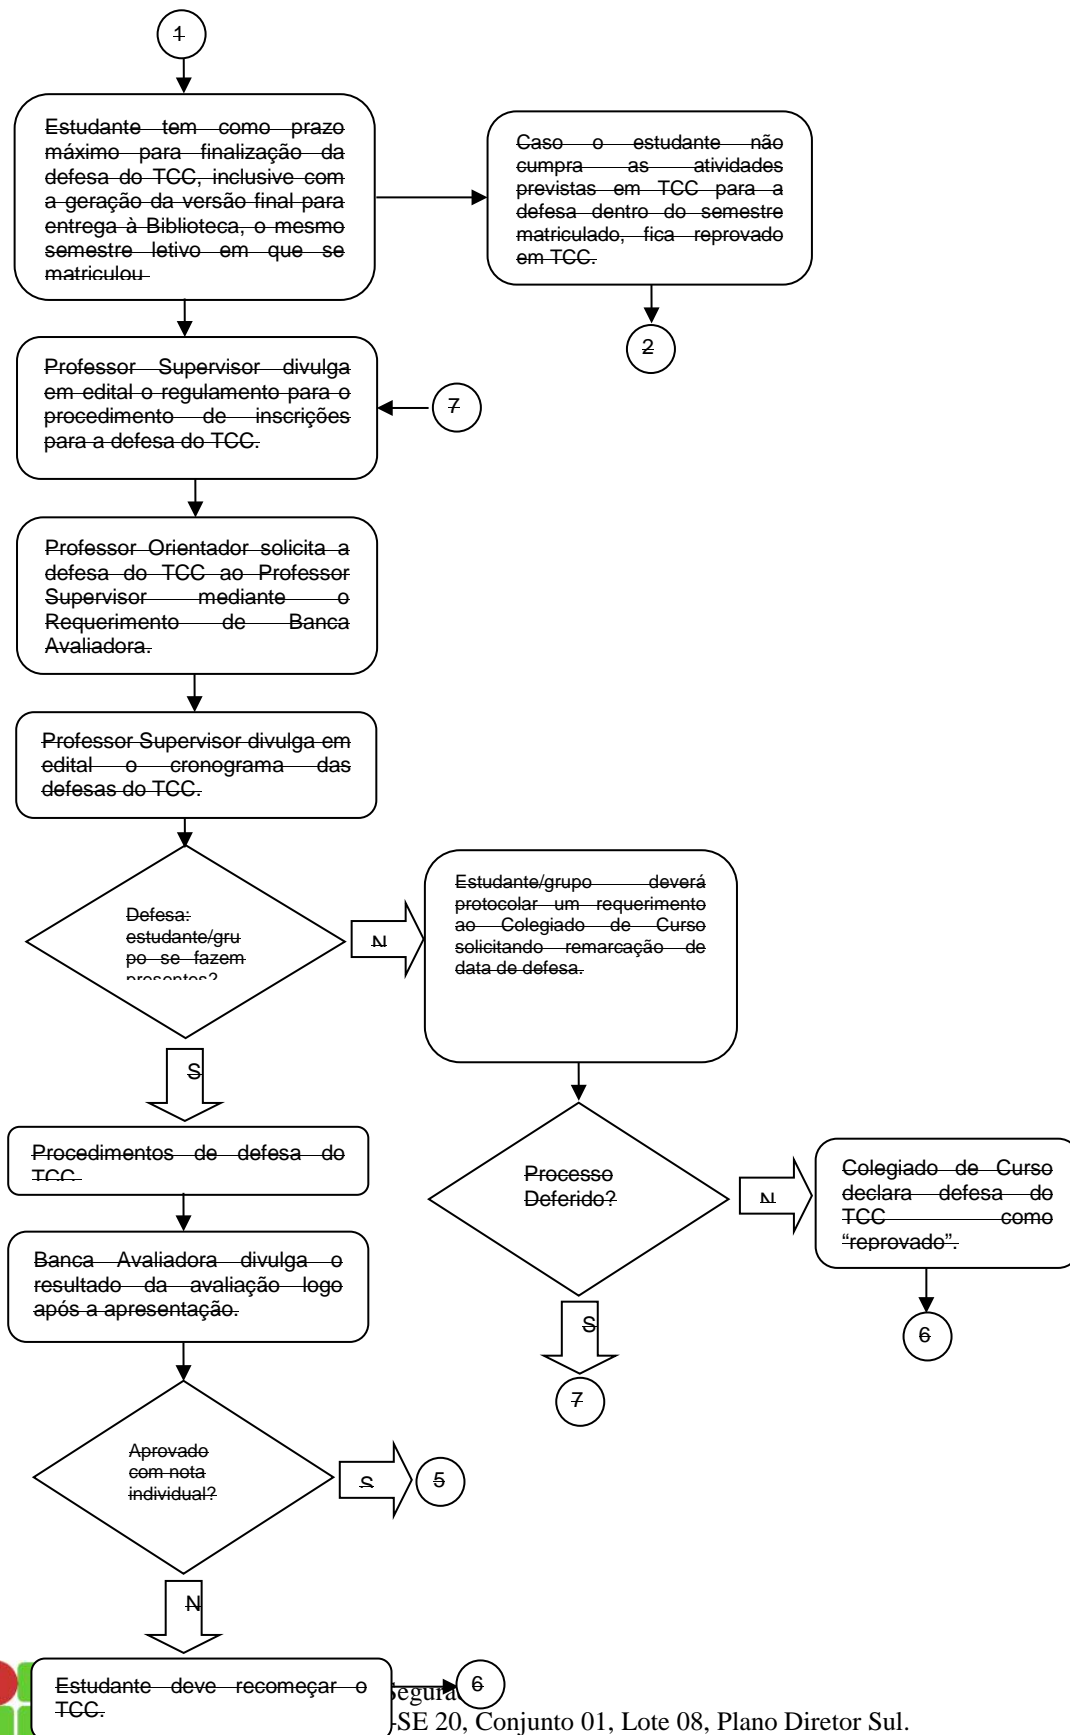 1
Estudante tem como prazo
máximo para finalização da
defesa do TCC, inclusive com
a geração da versão final para
entrega à Biblioteca, o mesmo
semestre letivo em que se
matriculou
Caso o estudante não
cumpra as atividades
previstas em TCC para a
defesa dentro do semestre
matriculado, fica reprovado
em TCC.
2
Professor Supervisor divulga
em edital o regulamento para o
procedimento de inscrições
para a defesa do TCC.
7
Professor Orientador solicita a
defesa do TCC ao Professor
Supervisor mediante o
Requerimento de Banca
Avaliadora.
Professor Supervisor divulga em
edital o cronograma das
defesas do TCC.
Defesa:
estudante/gru
po se fazem
presentes?
N
Estudante/grupo deverá
protocolar um requerimento
ao Colegiado de Curso
solicitando remarcação de
data de defesa.
S
Procedimentos de defesa do
TCC.
Processo
Deferido?
N
Colegiado de Curso
declara defesa do
TCC como
“reprovado”.
6
Banca Avaliadora divulga o
resultado da avaliação logo
após a apresentação.
S
7
Aprovado
com nota
individual?
S
5
N
Estudante deve recomeçar o
TCC.
6
-SE 20, Conjunto 01, Lote 08, Plano Diretor Sul.